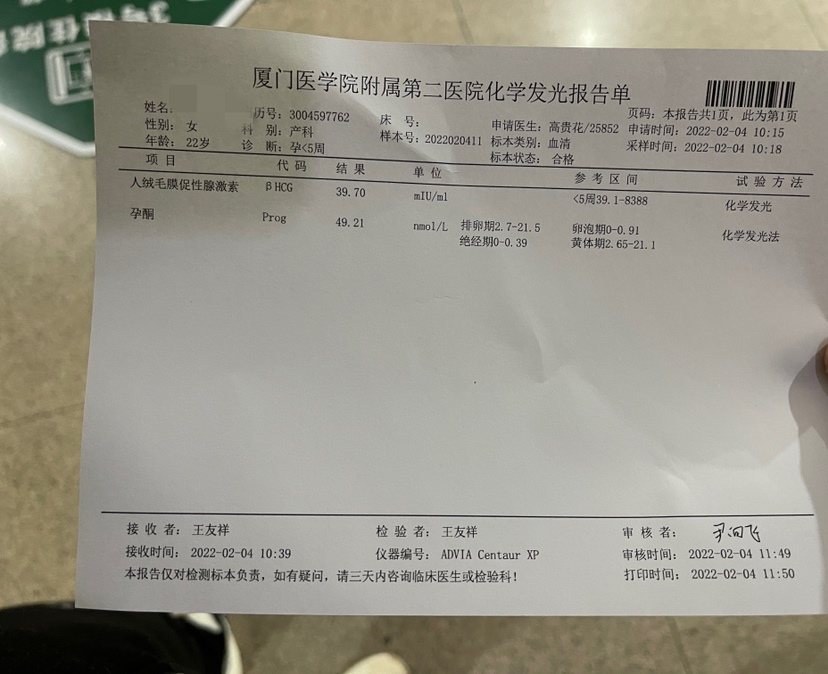 3号住院
厦门医学院附属第二医院化学发光报告单
姓名: 历号: 3004597762 床 号: 申请医生: 高贵花/25852 页码: 本报告共1页, 此为第1页
性别: 女 科 别: 产科 样本号: 2022020411 标本类别: 血清 申请时间: 2022-02-04 10:15
年龄: 22岁 诊 断: 孕<5周 标本状态: 合格 采样时间: 2022-02-04 10:18
项 目 代 码 结 果 单 位 参 考 区 间 试 验 方 法
人绒毛膜促性腺激素 βHCG 39.70 mIU/ml <5周39.1-8388 化学发光
孕酮 Prog 49.21 nmol/L 排卵期2.7-21.5 卵泡期0-0.91 化学发光法
绝经期0-0.39 黄体期2.65-21.1
接 收 者: 王友祥 检 验 者: 王友祥 审 核 者:
接收时间: 2022-02-04 10:39 仪器编号: ADVIA Centaur XP 审核时间: 2022-02-04 11:49
本报告仅对检测标本负责, 如有疑问, 请三天内咨询临床医生或检验科! 打印时间: 2022-02-04 11:50